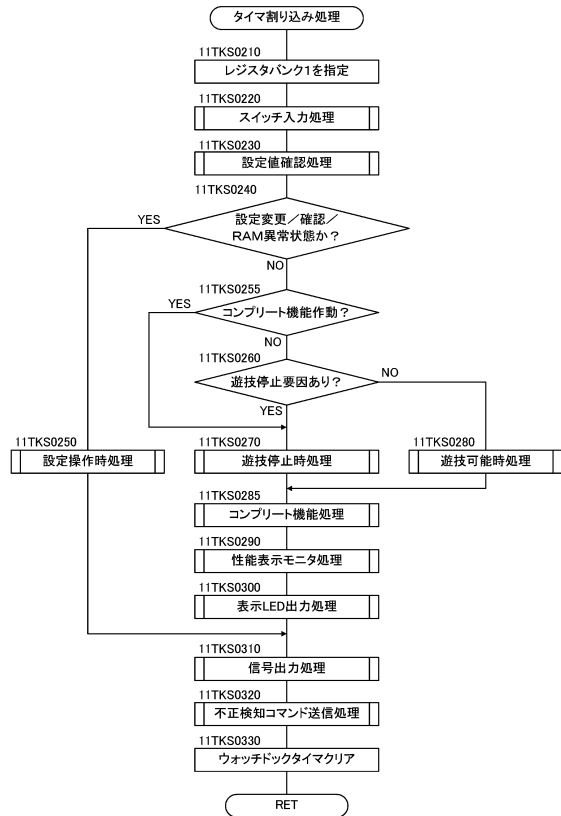 タイマ割り込み処理
11TKS0210
レジスタバンク1を指定
11TKS0220
スイッチ入力処理
11TKS0230
設定値確認処理
11TKS0240
設定変更/確認/
RAM異常状態か?
YES
NO
11TKS0255
コンプリート機能作動?
YES
NO
11TKS0260
遊技停止要因あり?
NO
YES
11TKS0250
設定操作時処理
11TKS0270
遊技停止時処理
11TKS0280
遊技可能時処理
11TKS0285
コンプリート機能処理
11TKS0290
性能表示モニタ処理
11TKS0300
表示LED出力処理
11TKS0310
信号出力処理
11TKS0320
不正検知コマンド送信処理
11TKS0330
ウォッチドックタイマクリア
RET